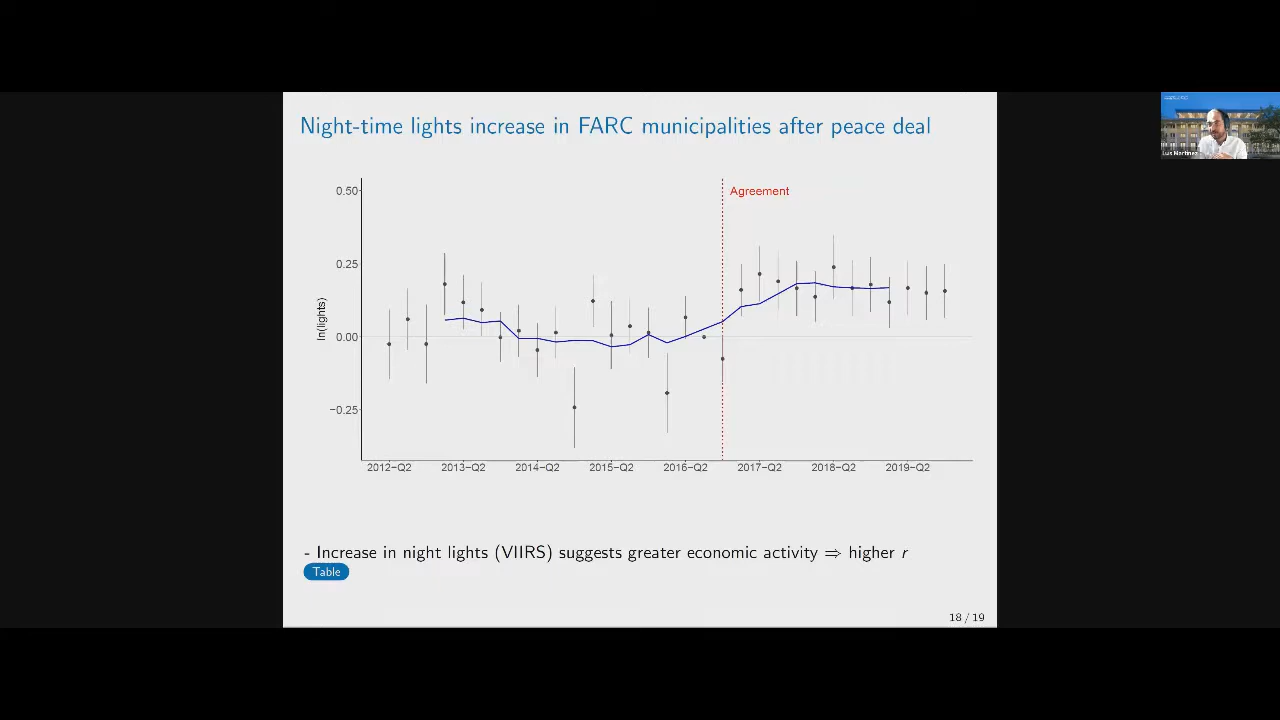 Night-time lights increase in FARC municipalities after peace deal
Luis Martinez
0.50
Agreement
0.25
0.00
−0.25
ln(lights)
2012−Q2 2013−Q2 2014−Q2 2015−Q2 2016−Q2 2017−Q2 2018−Q2 2019−Q2
- Increase in night lights (VIIRS) suggests greater economic activity ⇒ higher r
Table
18 / 19